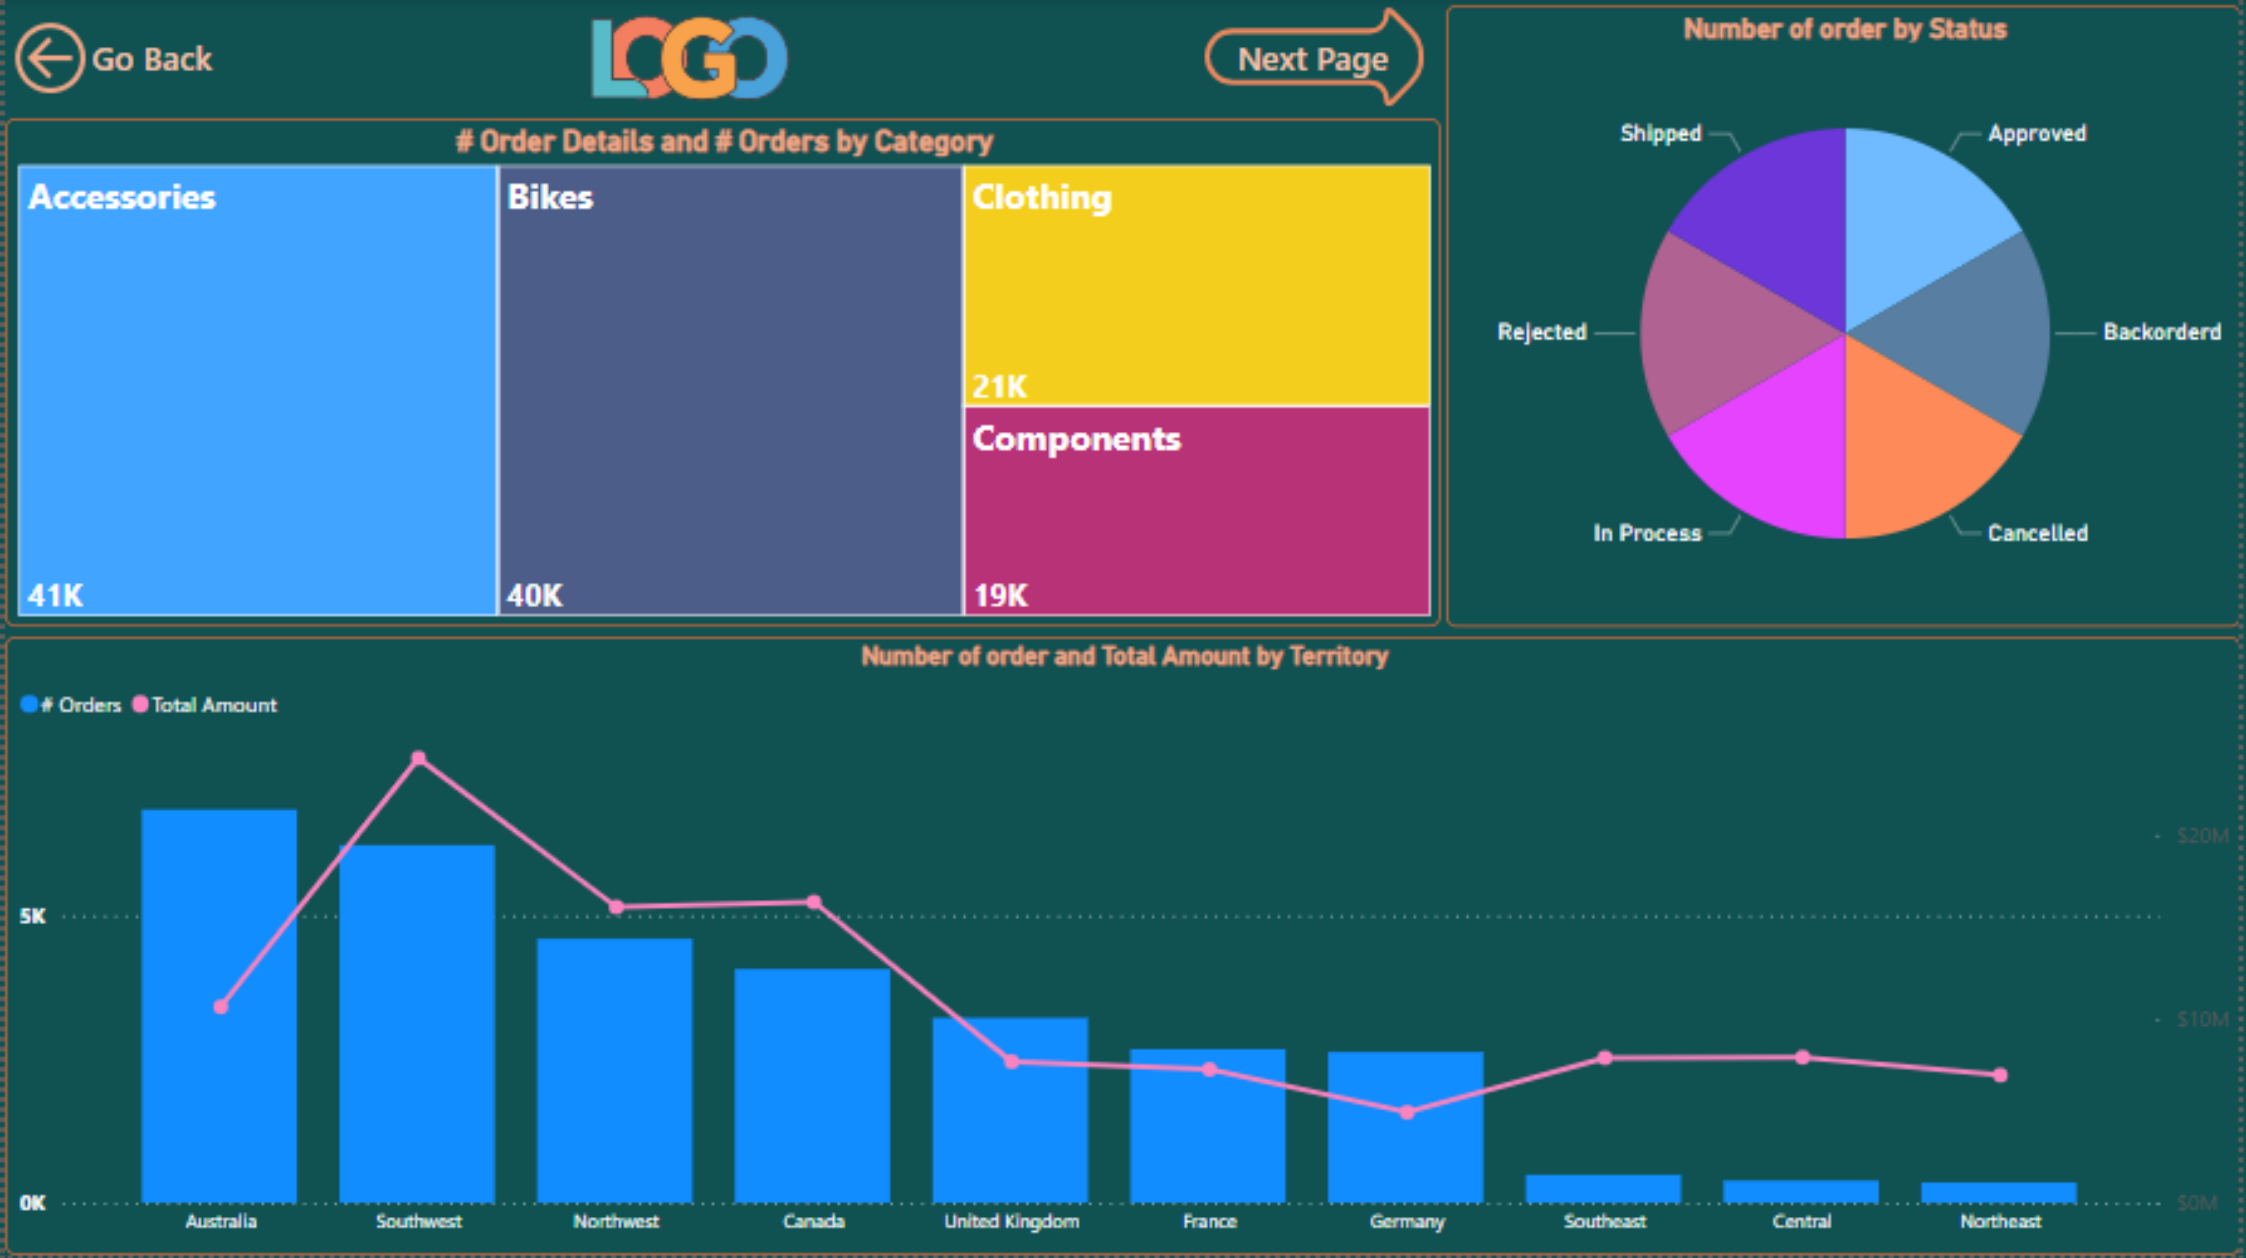 Go Back
LOGO
Next Page
# Order Details and # Orders by Category
Accessories
41K
Bikes
40K
Clothing
21K
Components
19K
Number of order by Status
Shipped
Approved
Rejected
Backorderd
In Process
Cancelled
Number of order and Total Amount by Territory
# Orders
Total Amount
5K
0K
$20M
$10M
$0M
Australia
Southwest
Northwest
Canada
United Kingdom
France
Germany
Southeast
Central
Northeast